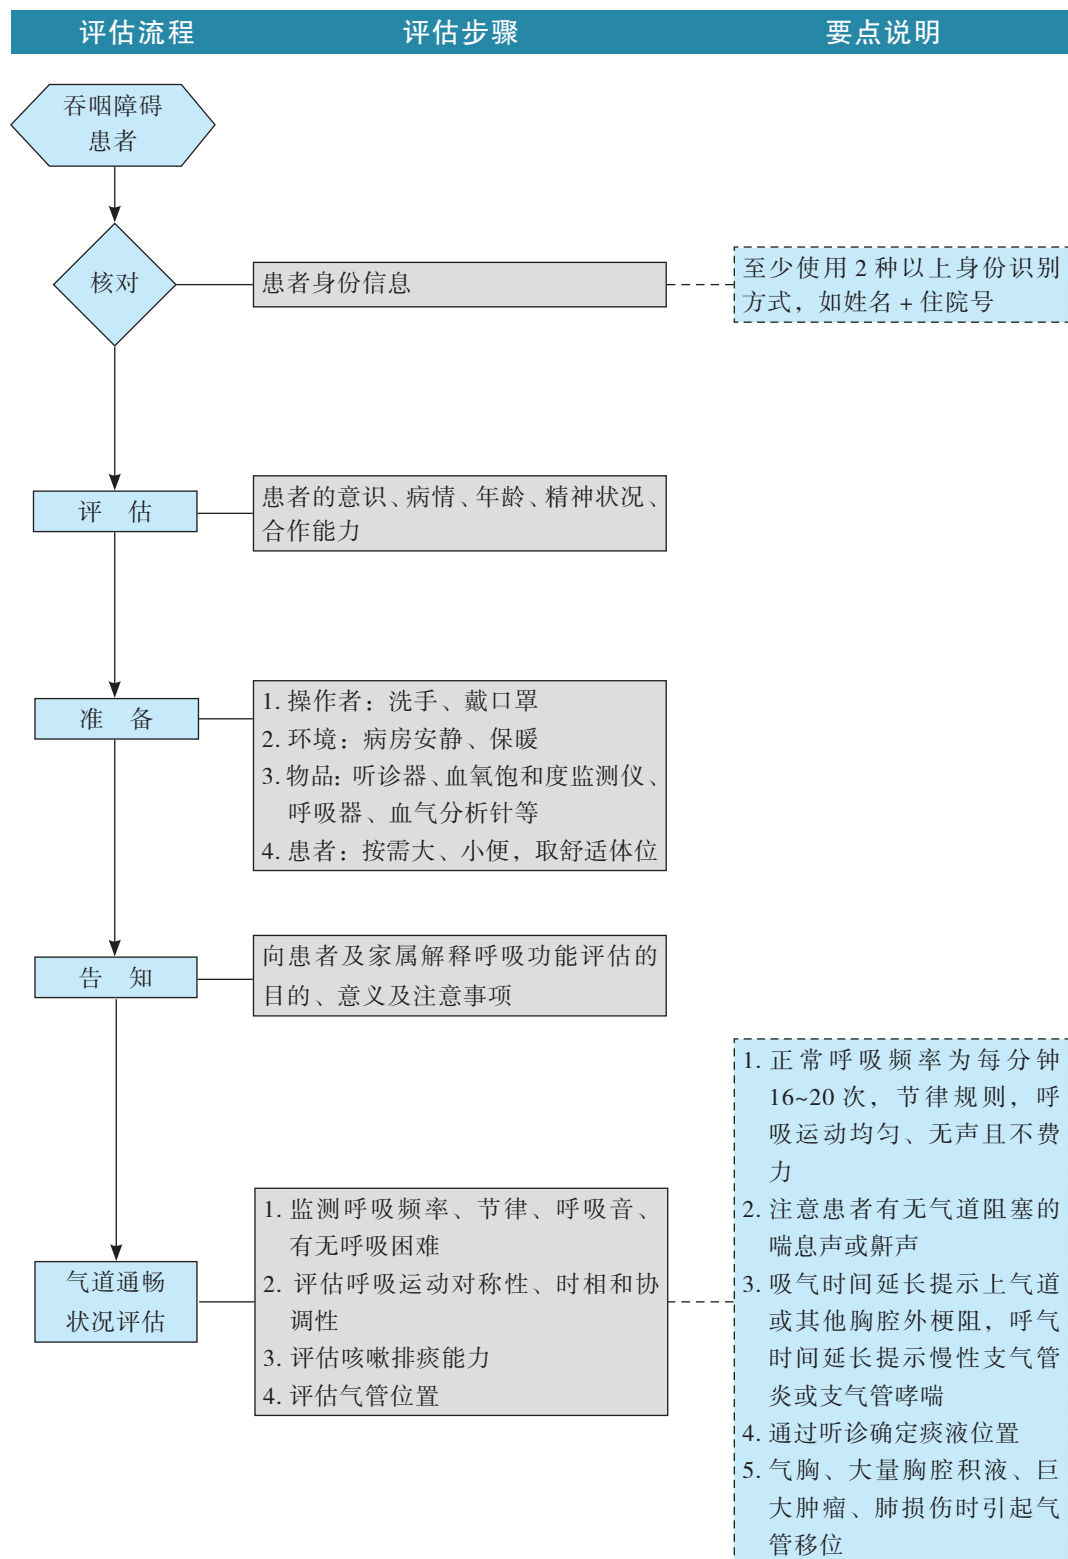 评估流程
评估步骤
要点说明
吞咽障碍
患者
核对
患者身份信息
至少使用 2 种以上身份识别
方式，如姓名 + 住院号
评 估
患者的意识、病情、年龄、精神状况、
合作能力
准 备
1. 操作者：洗手、戴口罩
2. 环境：病房安静、保暖
3. 物品：听诊器、血氧饱和度监测仪、
呼吸器、血气分析针等
4. 患者：按需大、小便，取舒适体位
告 知
向患者及家属解释呼吸功能评估的
目的、意义及注意事项
气道通畅
状况评估
1. 监测呼吸频率、节律、呼吸音、
有无呼吸困难
2. 评估呼吸运动对称性、时相和协
调性
3. 评估咳嗽排痰能力
4. 评估气管位置
1. 正常呼吸频率为每分钟
16~20 次，节律规则，呼
吸运动均匀、无声且不费
力
2. 注意患者有无气道阻塞的
喘息声或鼾声
3. 吸气时间延长提示上气道
或其他胸腔外梗阻，呼气
时间延长提示慢性支气管
炎或支气管哮喘
4. 通过听诊确定痰液位置
5. 气胸、大量胸腔积液、巨
大肿瘤、肺损伤时引起气
管移位